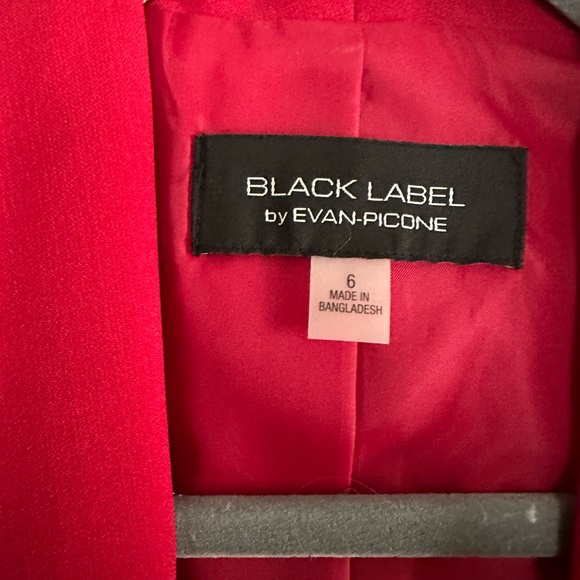 BLACK LABEL
by EVAN-PICONE
6
MADE IN
BANGLADESH